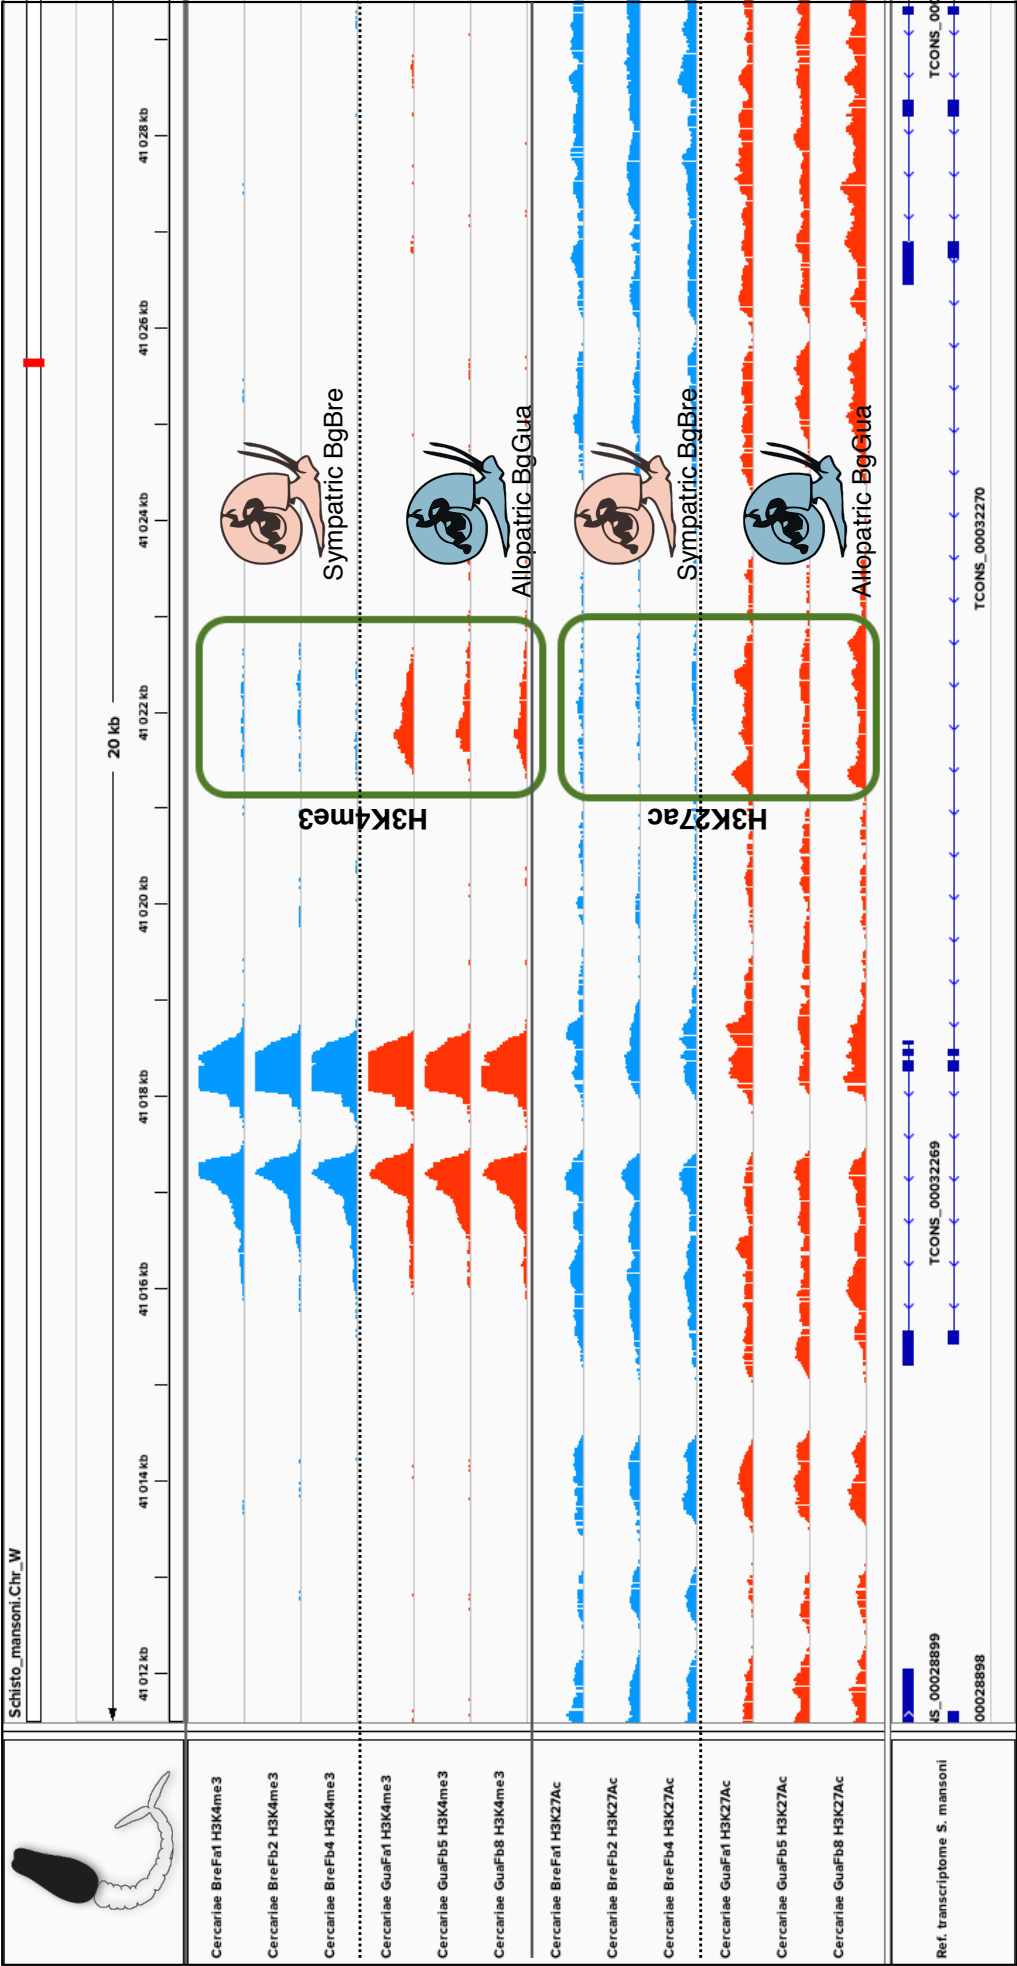 Schisto_mansoni.Chr_W
20 kb
41 012 kb
41 014 kb
41 016 kb
41 018 kb
41 020 kb
41 022 kb
41 024 kb
41 026 kb
41 028 kb
Cercariae BreFa1 H3K4me3
Cercariae BreFb2 H3K4me3
Cercariae BreFb4 H3K4me3
Cercariae GuaFa1 H3K4me3
Cercariae GuaFb5 H3K4me3
Cercariae GuaFb8 H3K4me3
H3K4me3
Sympatric BgBre
Allopatric BgGua
Cercariae BreFa1 H3K27Ac
Cercariae BreFb2 H3K27Ac
Cercariae BreFb4 H3K27Ac
Cercariae GuaFa1 H3K27Ac
Cercariae GuaFb5 H3K27Ac
Cercariae GuaFb8 H3K27Ac
H3K27ac
Sympatric BgBre
Allopatric BgGua
Ref. transcriptome S. mansoni
NS_00028899
TCONS_00032269
TCONS_000
00028898
TCONS_00032270